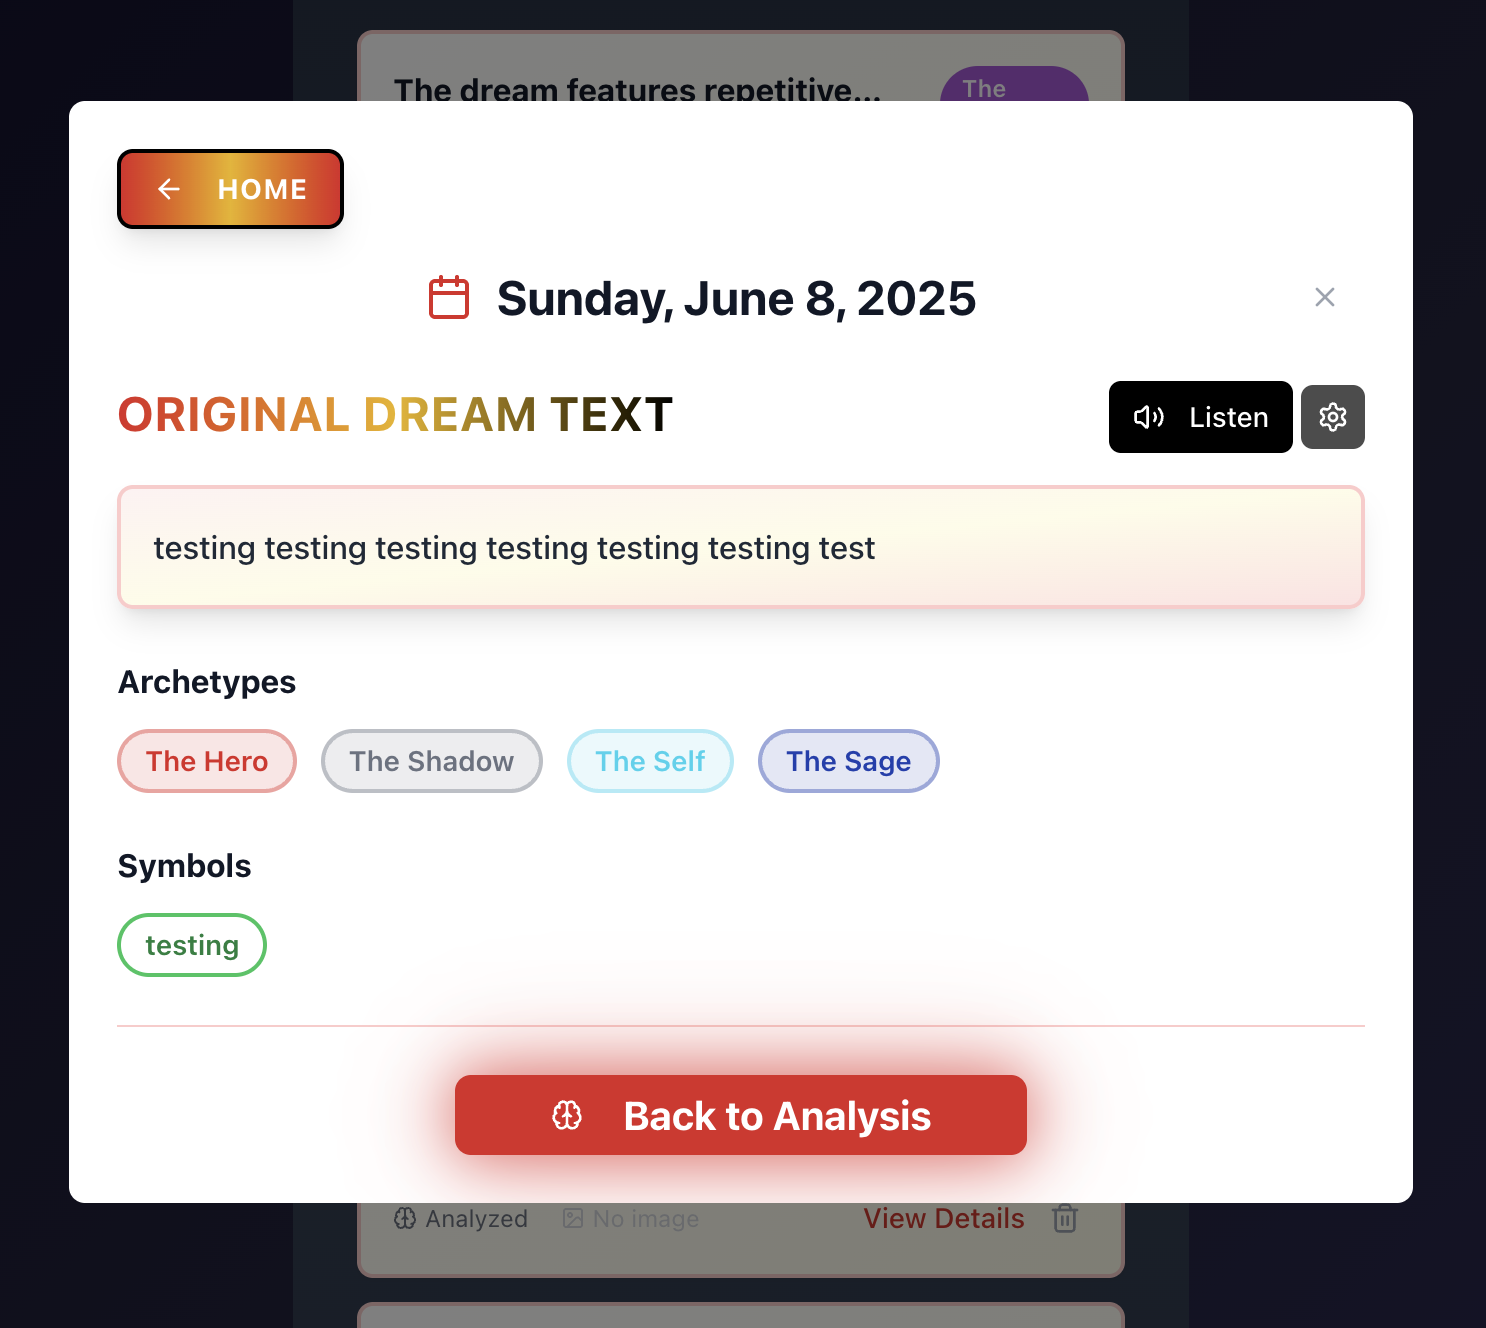 The dream features repetitive...
The
HOME
Sunday, June 8, 2025
ORIGINAL DREAM TEXT
Listen
testing testing testing testing testing testing test
Archetypes
The Hero
The Shadow
The Self
The Sage
Symbols
testing
Back to Analysis
Analyzed
No image
View Details